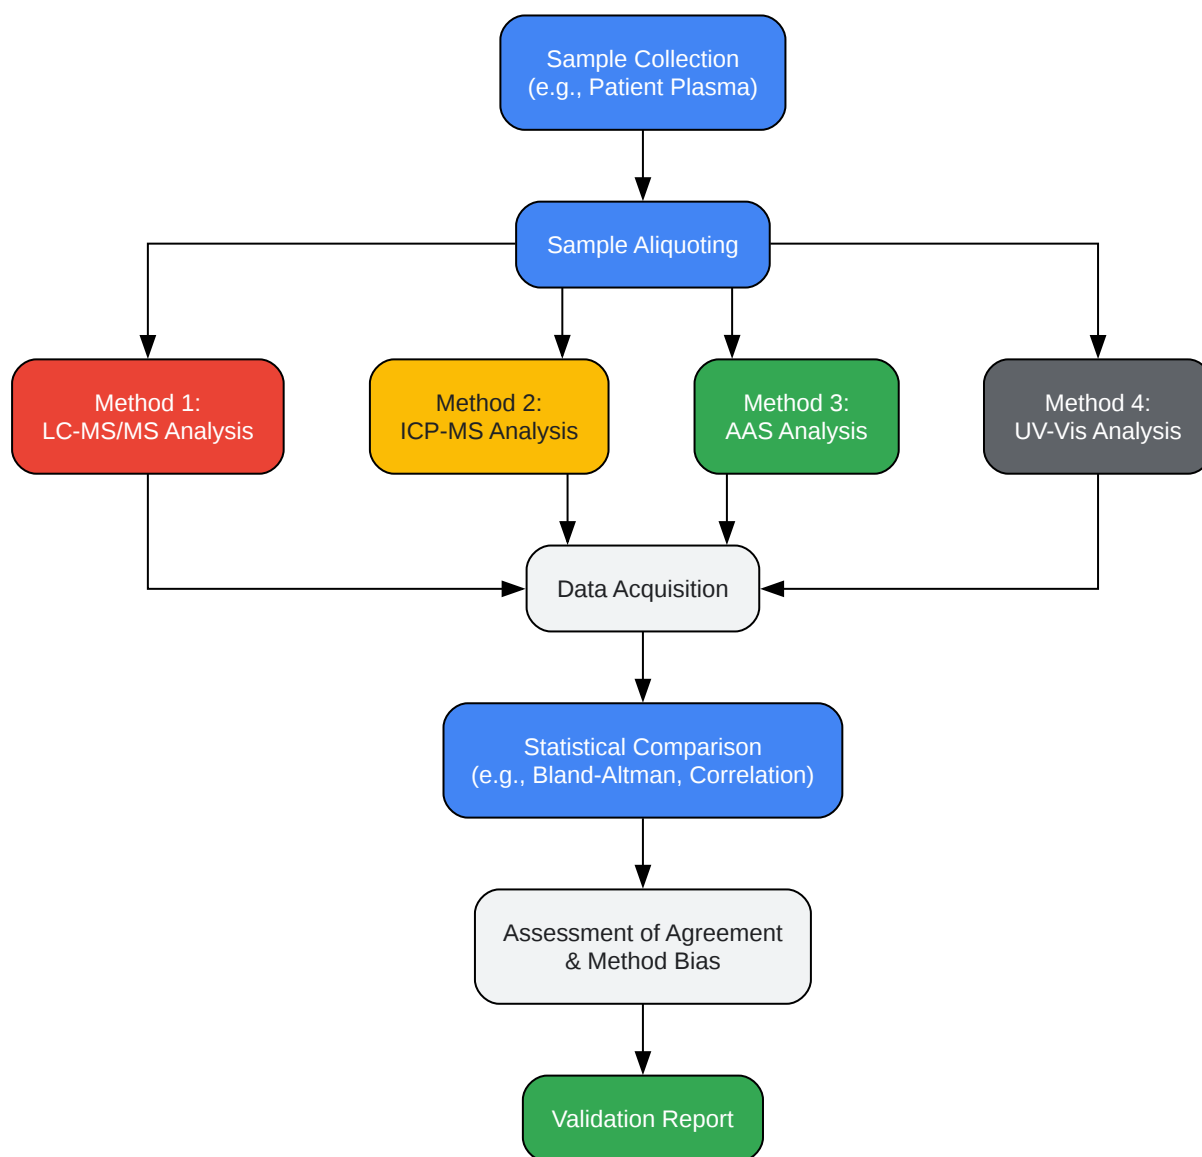 Sample Collection
(e.g., Patient Plasma)
Sample Aliquoting
Method 1:
LC-MS/MS Analysis
Method 2:
ICP-MS Analysis
Method 3:
AAS Analysis
Method 4:
UV-Vis Analysis
Data Acquisition
Statistical Comparison
(e.g., Bland-Altman, Correlation)
Assessment of Agreement
& Method Bias
Validation Report